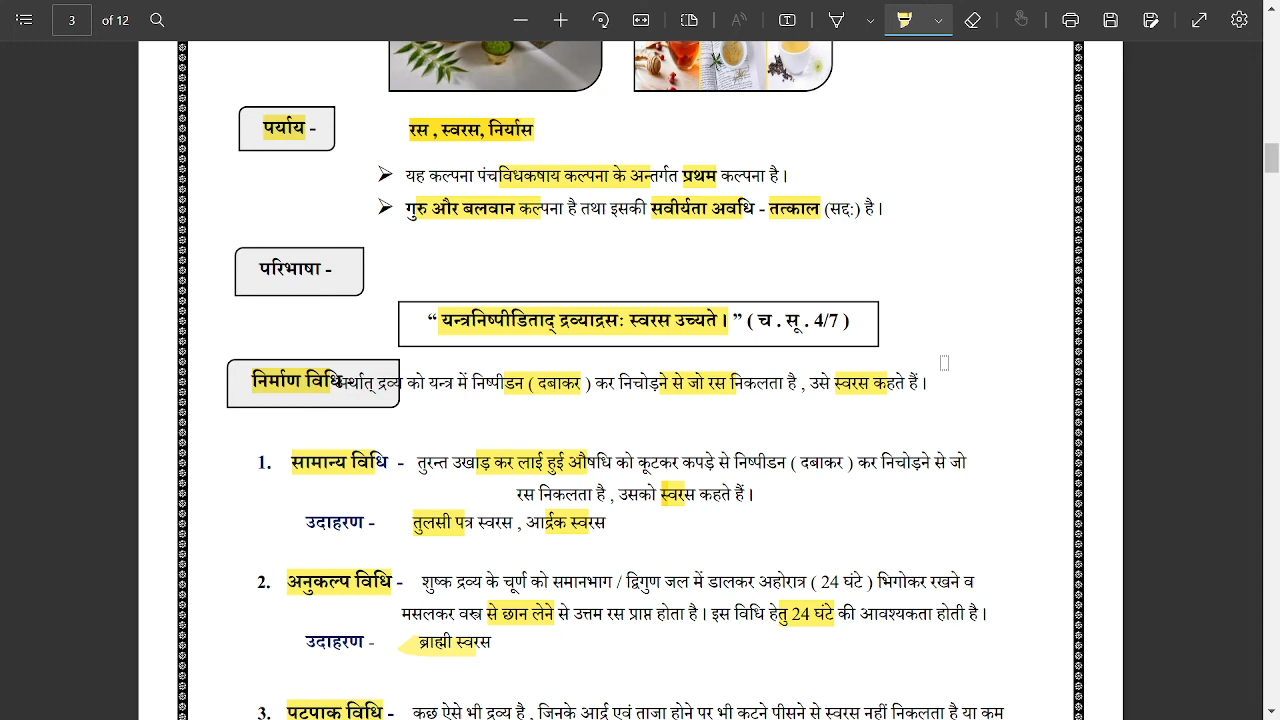 3 of 12
पर्याय - रस , स्वरस, निर्यास
यह कल्पना पंचविधकषाय कल्पना के अन्तर्गत प्रथम कल्पना है ।
गुरु और बलवान कल्पना है तथा इसकी सवीर्यता अवधि - तत्काल (सद्द:) है ।
परिभाषा -
“ यन्त्रनिष्पीडिताद् द्रव्याद्रसः स्वरस उच्यते । ” ( च . सू . 4/7 )
निर्माण विधि - अर्थात् द्रव्य को यन्त्र में निष्पीडन ( दबाकर ) कर निचोड़ने से जो रस निकलता है , उसे स्वरस कहते हैं ।
1. सामान्य विधि - तुरन्त उखाड़ कर लाई हुई औषधि को कूटकर कपड़े से निष्पीडन ( दबाकर ) कर निचोड़ने से जो
रस निकलता है , उसको स्वरस कहते हैं ।
उदाहरण - तुलसी पत्र स्वरस , आर्द्रक स्वरस
2. अनुकल्प विधि - शुष्क द्रव्य के चूर्ण को समानभाग / द्विगुण जल में डालकर अहोरात्र ( 24 घंटे ) भिगोकर रखने व
मसलकर वस्त्र से छान लेने से उत्तम रस प्राप्त होता है । इस विधि हेतु 24 घंटे की आवश्यकता होती है ।
उदाहरण - ब्राह्मी स्वरस
3. पुटपाक विधि - कुछ ऐसे भी द्रव्य है , जिनके आर्द्र एवं ताजा होने पर भी कूटने पीसने से स्वरस नहीं निकलता है या कम